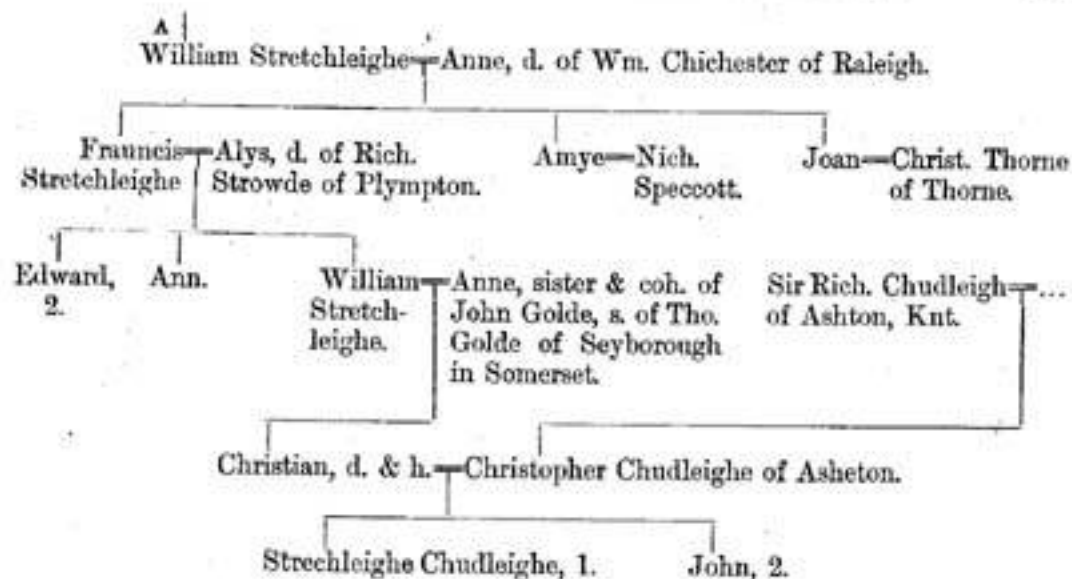 A
William Stretchleighe=Anne, d. of Wm. Chichester of Raleigh.
Frauncis=Alys, d. of Rich.
Stretchleighe Strowde of Plympton.
Amye=Nich.
Speccott.
Joan=Christ. Thorne
of Thorne.
Edward,
2.
Ann.
William=Anne, sister & coh. of
Stretch- John Golde, s. of Tho.
leighe. Golde of Seyborough
in Somerset.
Sir Rich. Chudleigh=...
of Ashton, Knt.
Christian, d. & h.=Christopher Chudleighe of Asheton.
Strechleighe Chudleighe, 1.
John, 2.